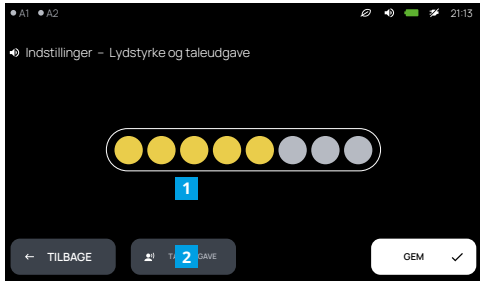 A1 A2 21:13
Indstillinger – Lydstyrke og taleudgave
1
← TILBAGE 2 GEM